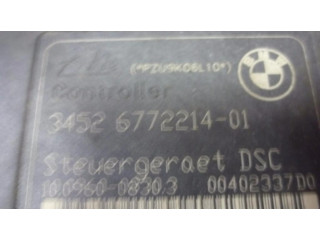 (*PZU9K06L10*)
Controller
3452 6772214-01
Steuergeraet DSC
10.0960-0830.3 00402337D0